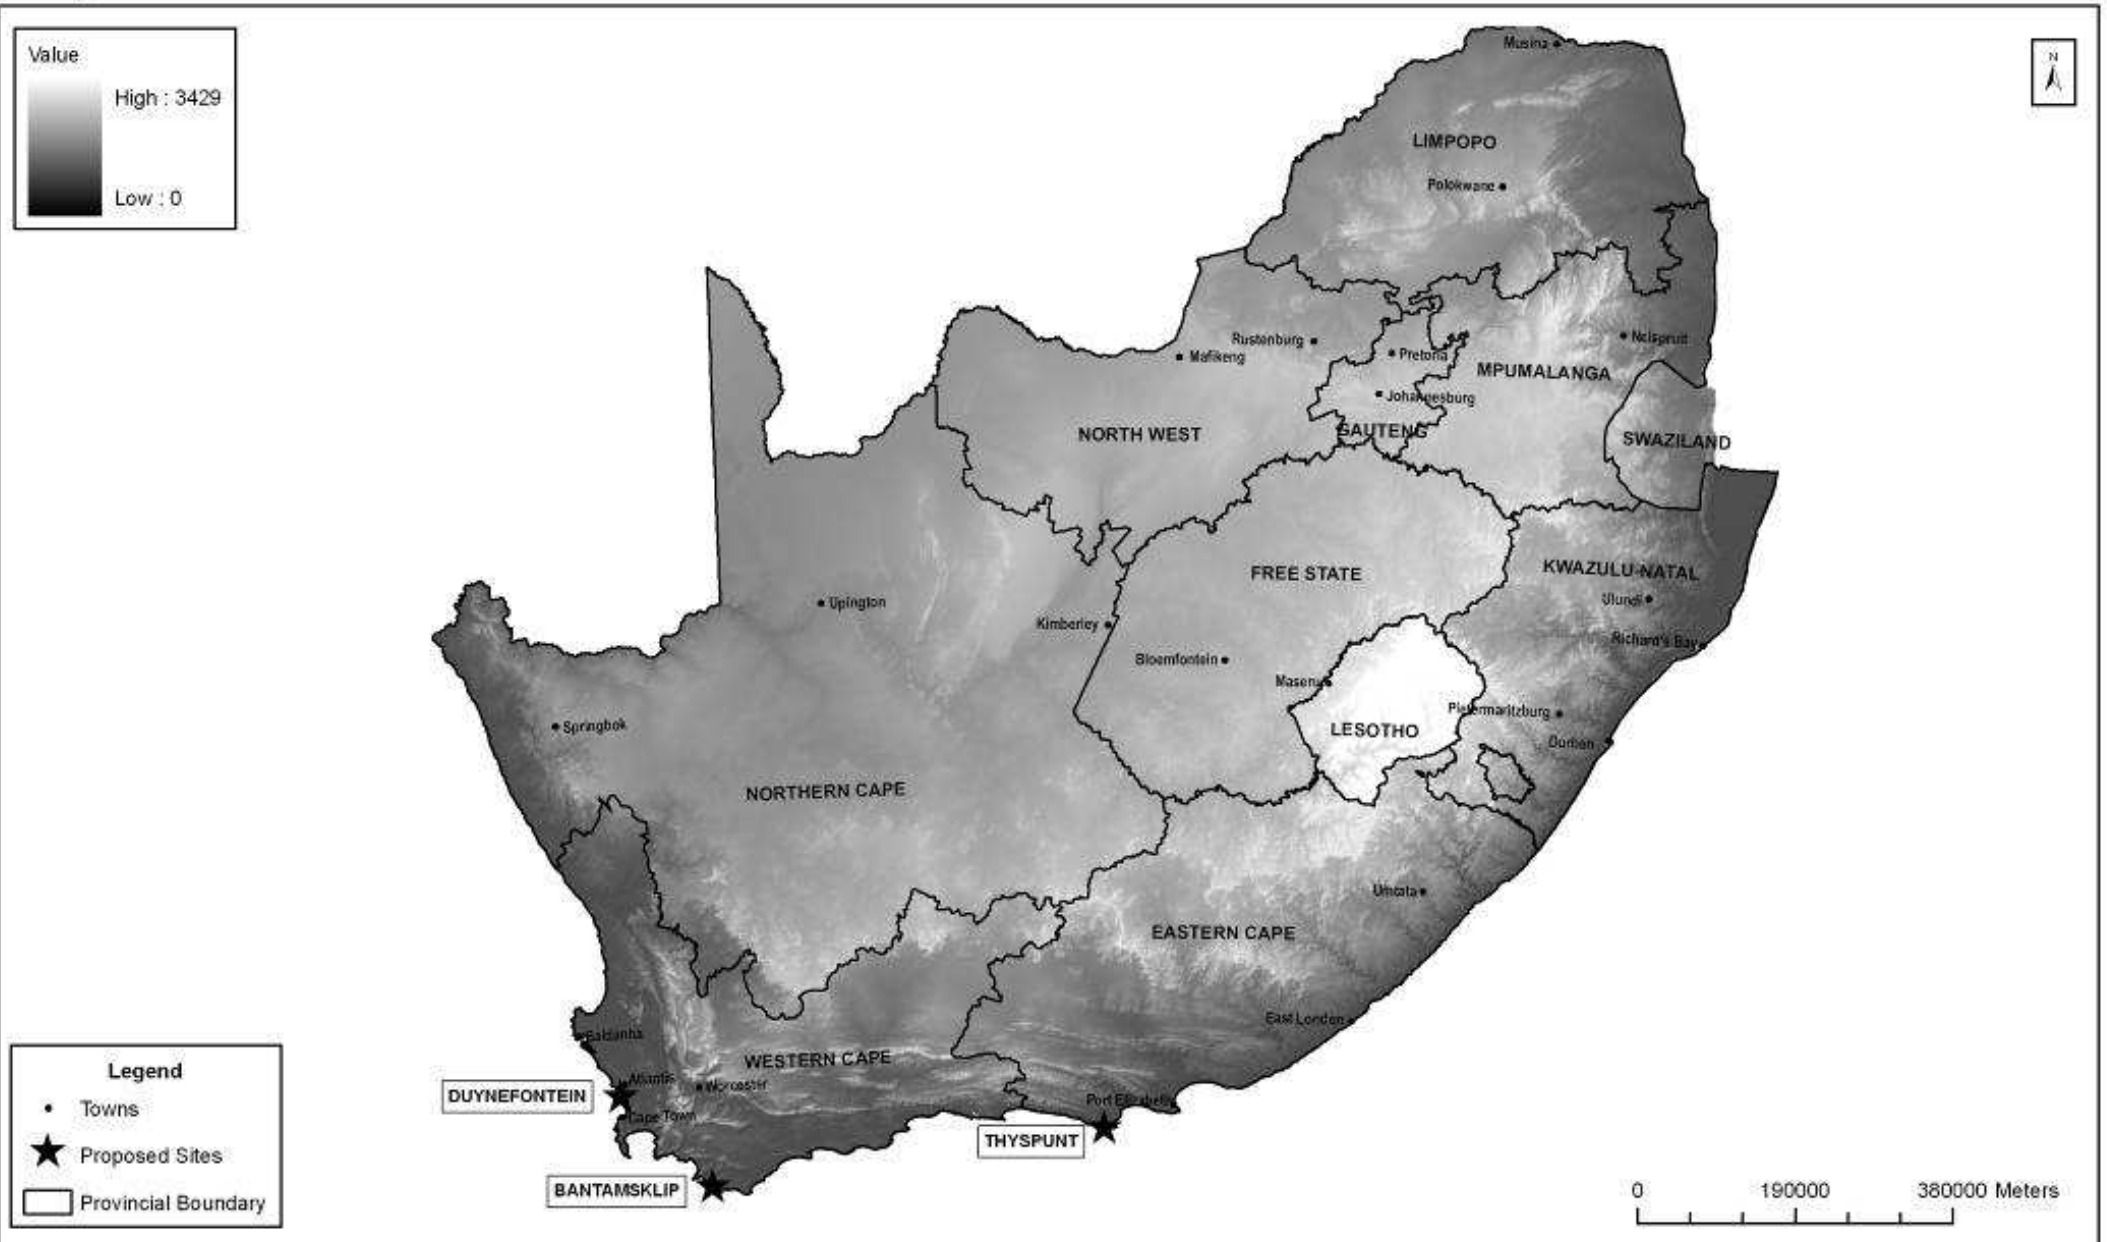 Value
High : 3429
Low : 0
N
Musina
LIMPOPO
Polokwane
Rustenburg
Mafikeng
Pretoria
Nelspruit
MPUMALANGA
Johannesburg
GAUTENG
NORTH WEST
SWAZILAND
FREE STATE
KWAZULU-NATAL
Ulundi
Upington
Kimberley
Richard's Bay
Bloemfontein
Maseru
Pietermaritzburg
Springbok
LESOTHO
Durban
NORTHERN CAPE
Umtata
EASTERN CAPE
East London
Saldanha
WESTERN CAPE
Atlantis
Worcester
DUYNEFONTEIN
Cape Town
Port Elizabeth
THYSPUNT
BANTAMSKLIP
Legend
Towns
Proposed Sites
Provincial Boundary
0 190000 380000 Meters